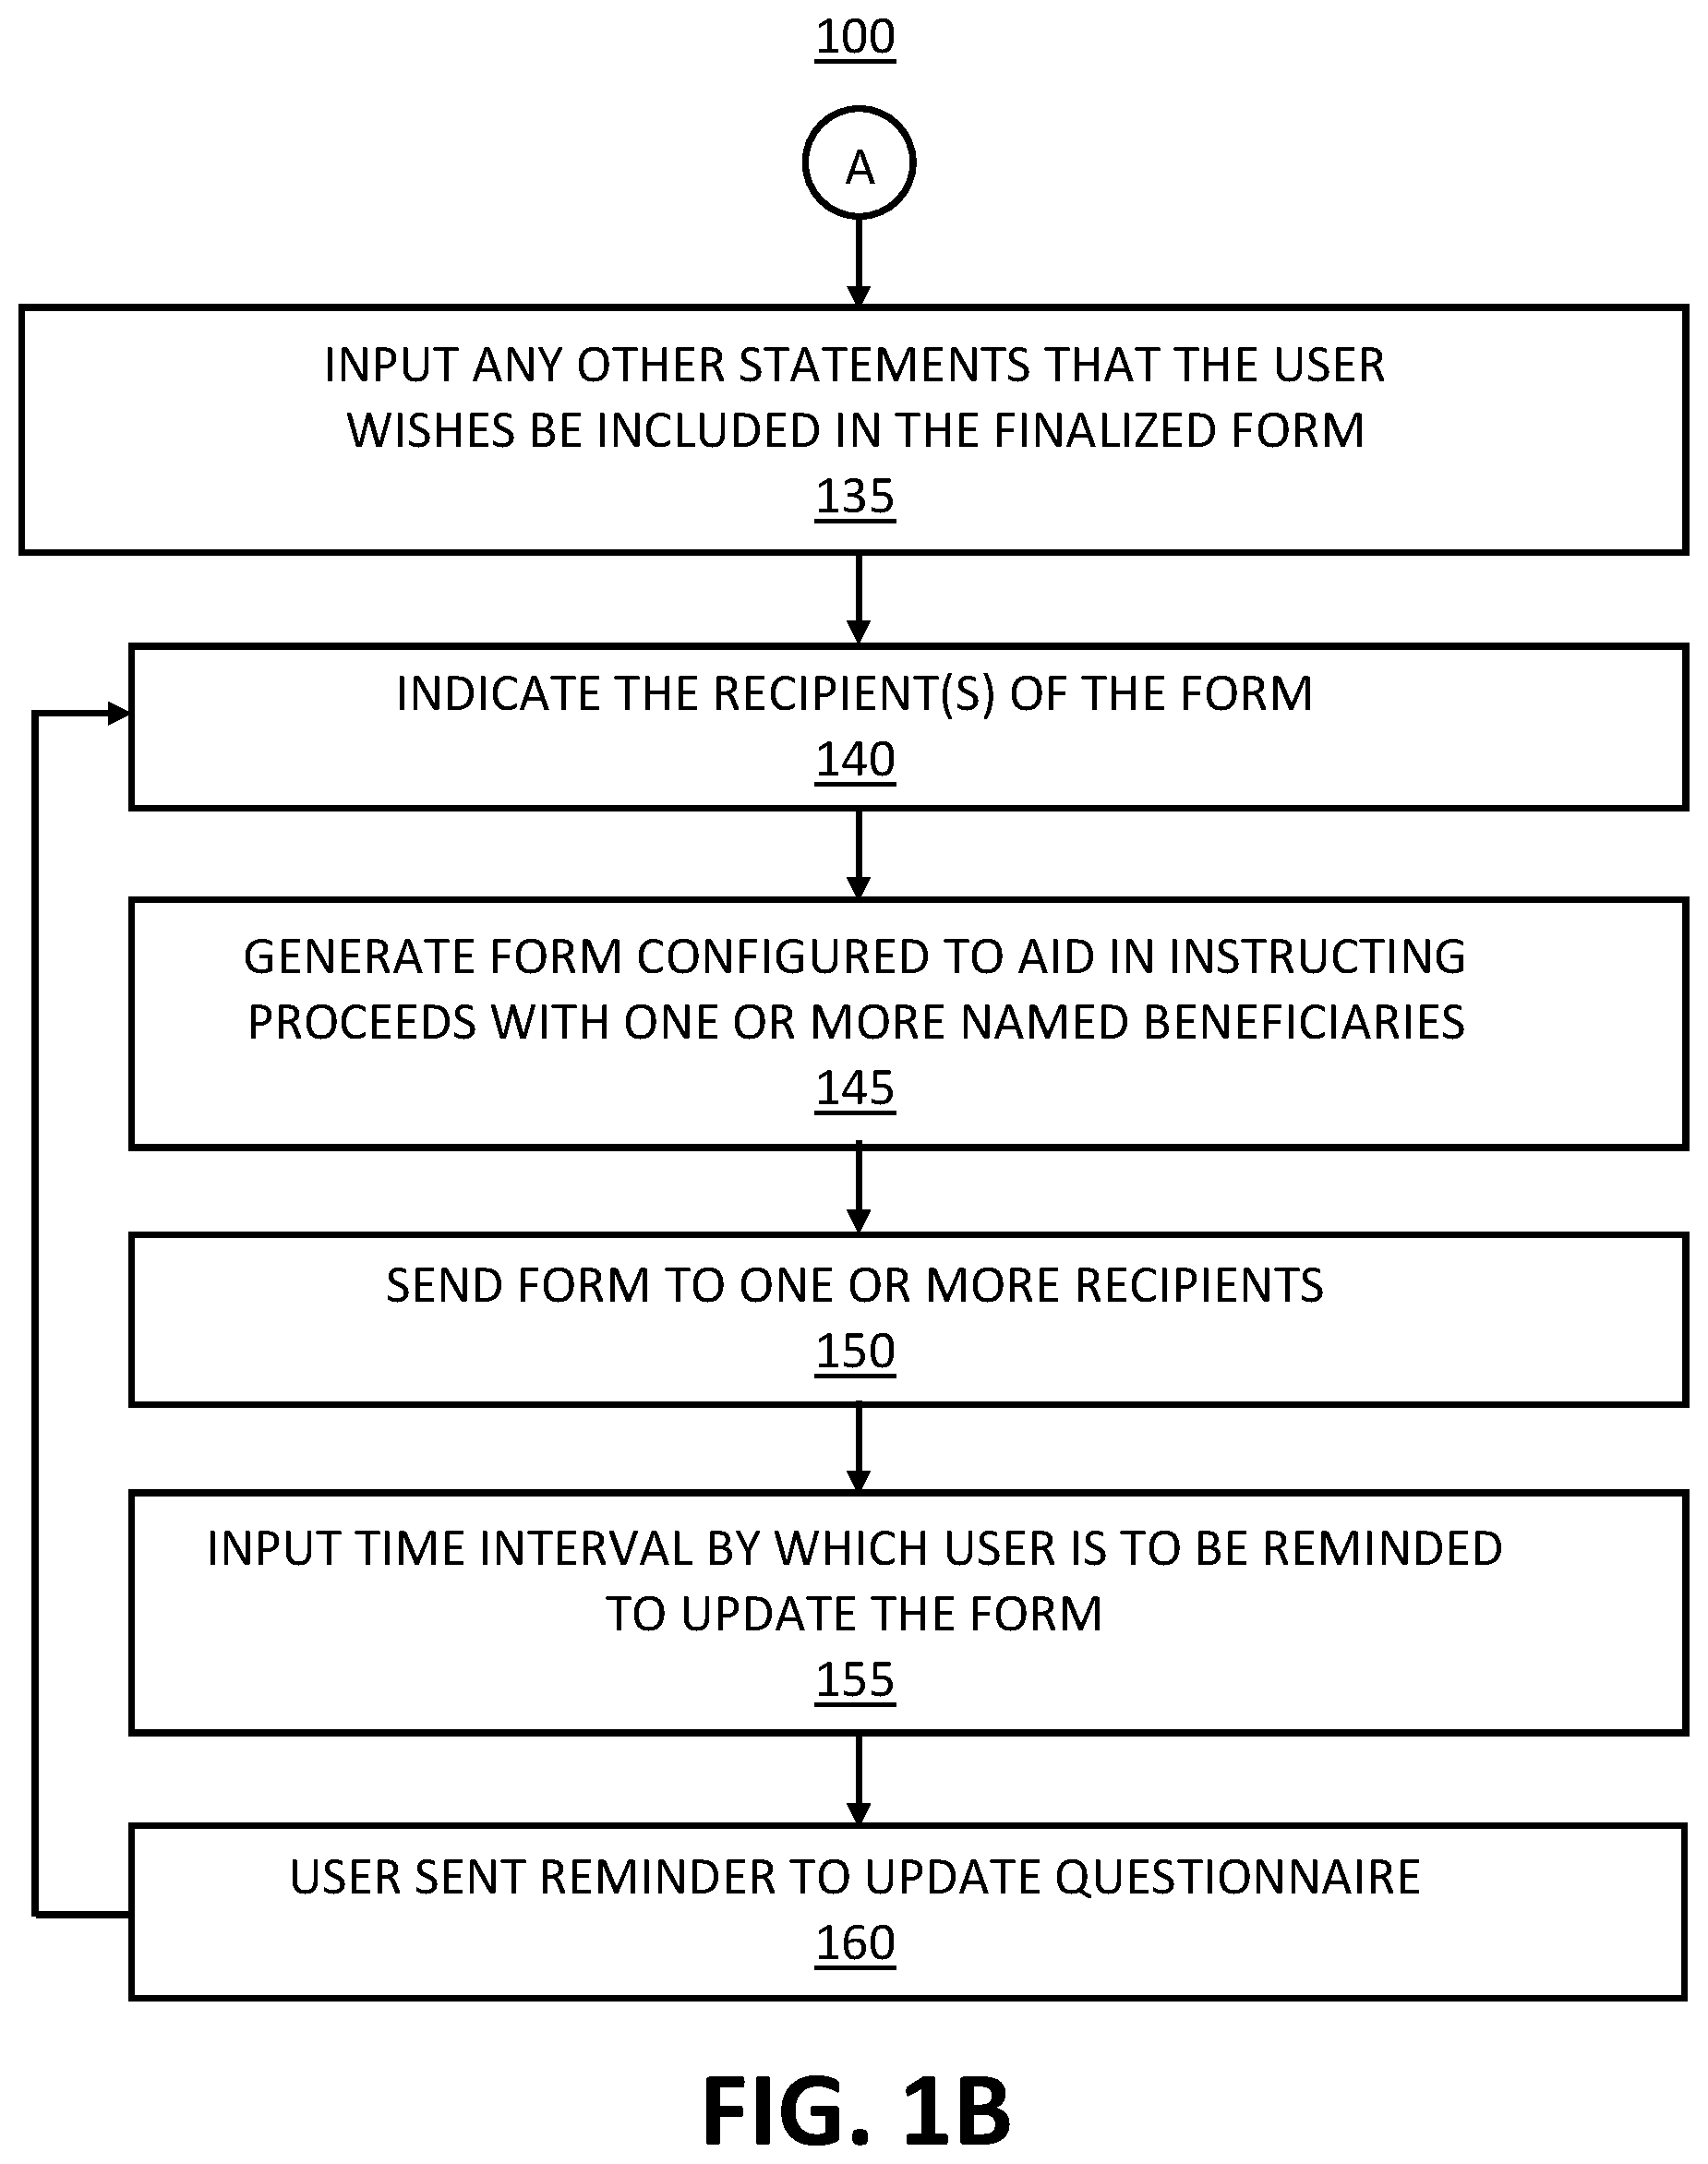 100
A
INPUT ANY OTHER STATEMENTS THAT THE USER
WISHES BE INCLUDED IN THE FINALIZED FORM
135
INDICATE THE RECIPIENT(S) OF THE FORM
140
GENERATE FORM CONFIGURED TO AID IN INSTRUCTING
PROCEEDS WITH ONE OR MORE NAMED BENEFICIARIES
145
SEND FORM TO ONE OR MORE RECIPIENTS
150
INPUT TIME INTERVAL BY WHICH USER IS TO BE REMINDED
TO UPDATE THE FORM
155
USER SENT REMINDER TO UPDATE QUESTIONNAIRE
160
FIG. 1B